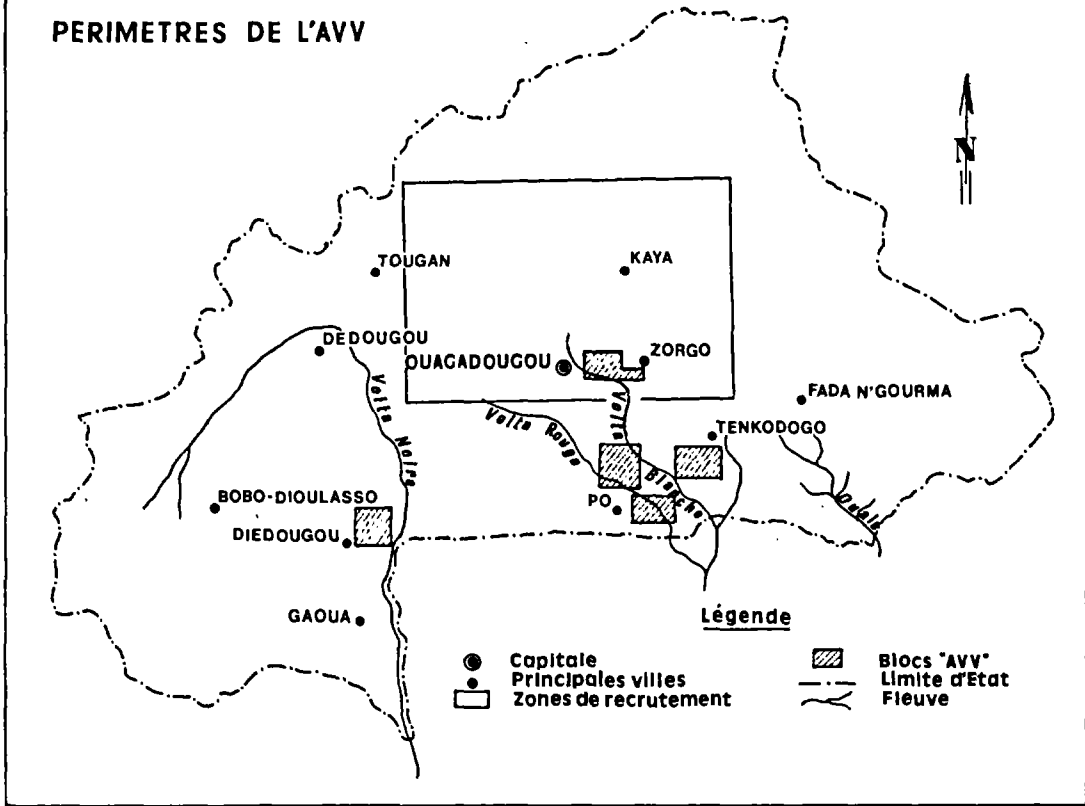 PERIMETRES DE L'AVV
N
TOUGAN
KAYA
DEDOUGOU
OUAGADOUGOU
ZORGO
FADA N'GOURMA
Volta Noire
Volta Rouge
Volta Blanche
TENKODOGO
BOBO-DIOULASSO
PO
Oualé
DIEDOUGOU
GAOUA
Légende
Capitale
Principales villes
Zones de recrutement
Blocs "AVV"
Limite d'Etat
Fleuve